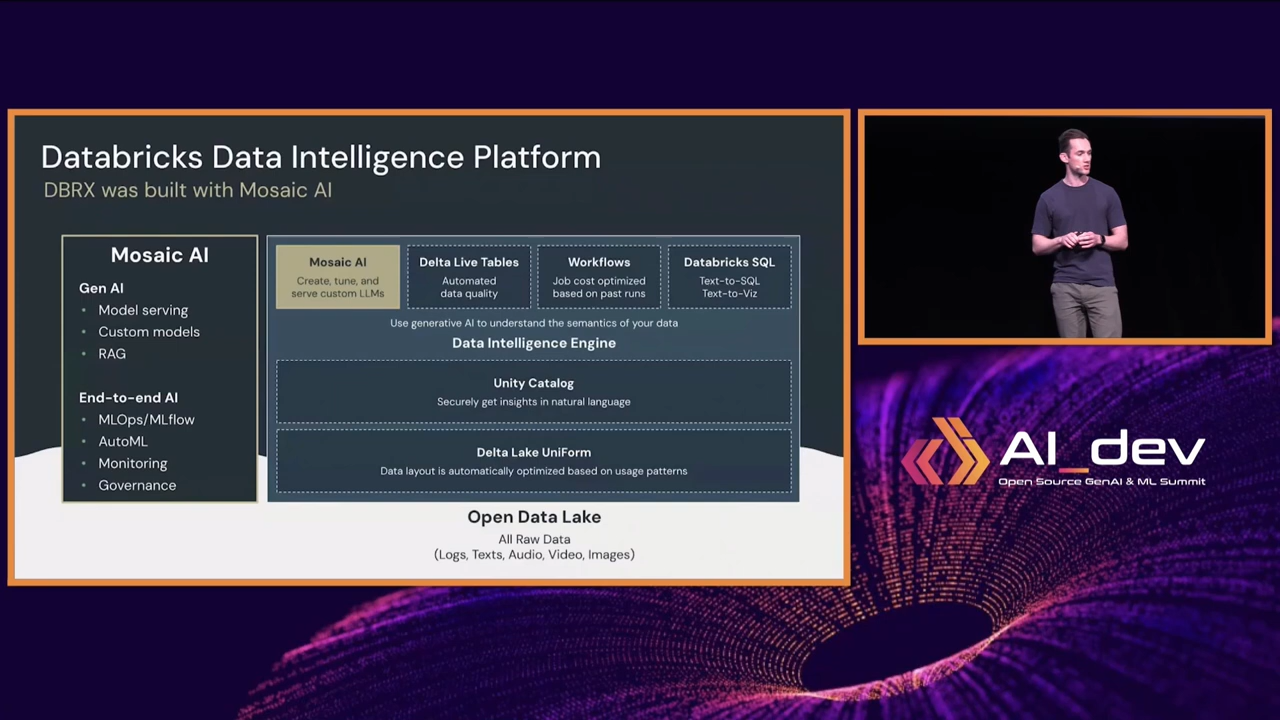 Databricks Data Intelligence Platform
DBRX was built with Mosaic AI
Mosaic AI
Gen AI
• Model serving
• Custom models
• RAG
End-to-end AI
• MLOps/MLflow
• AutoML
• Monitoring
• Governance
Mosaic AI
Create, tune, and
serve custom LLMs
Delta Live Tables
Automated
data quality
Workflows
Job cost optimized
based on past runs
Databricks SQL
Text-to-SQL
Text-to-Viz
Use generative AI to understand the semantics of your data
Data Intelligence Engine
Unity Catalog
Securely get insights in natural language
Delta Lake UniForm
Data layout is automatically optimized based on usage patterns
Open Data Lake
All Raw Data
(Logs, Texts, Audio, Video, Images)
AI_dev
Open Source GenAI & ML Summit